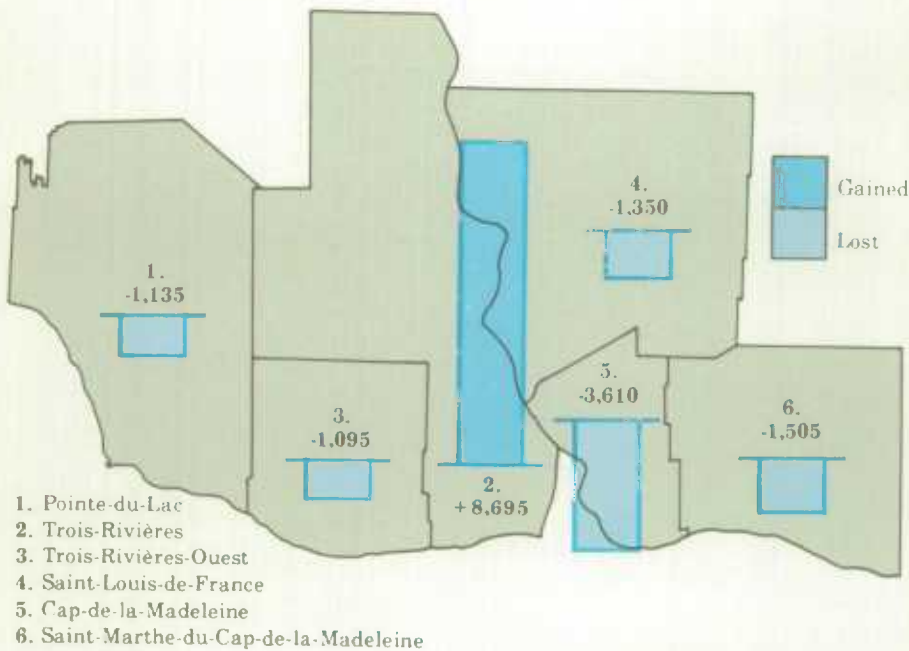 4.
-1,350
Gained
Lost
1.
-1,135
5.
-3,610
3.
-1,095
6.
-1,505
2.
+8,695
1. Pointe-du-Lac
2. Trois-Rivières
3. Trois-Rivières-Ouest
4. Saint-Louis-de-France
5. Cap-de-la-Madeleine
6. Saint-Marthe-du-Cap-de-la-Madeleine